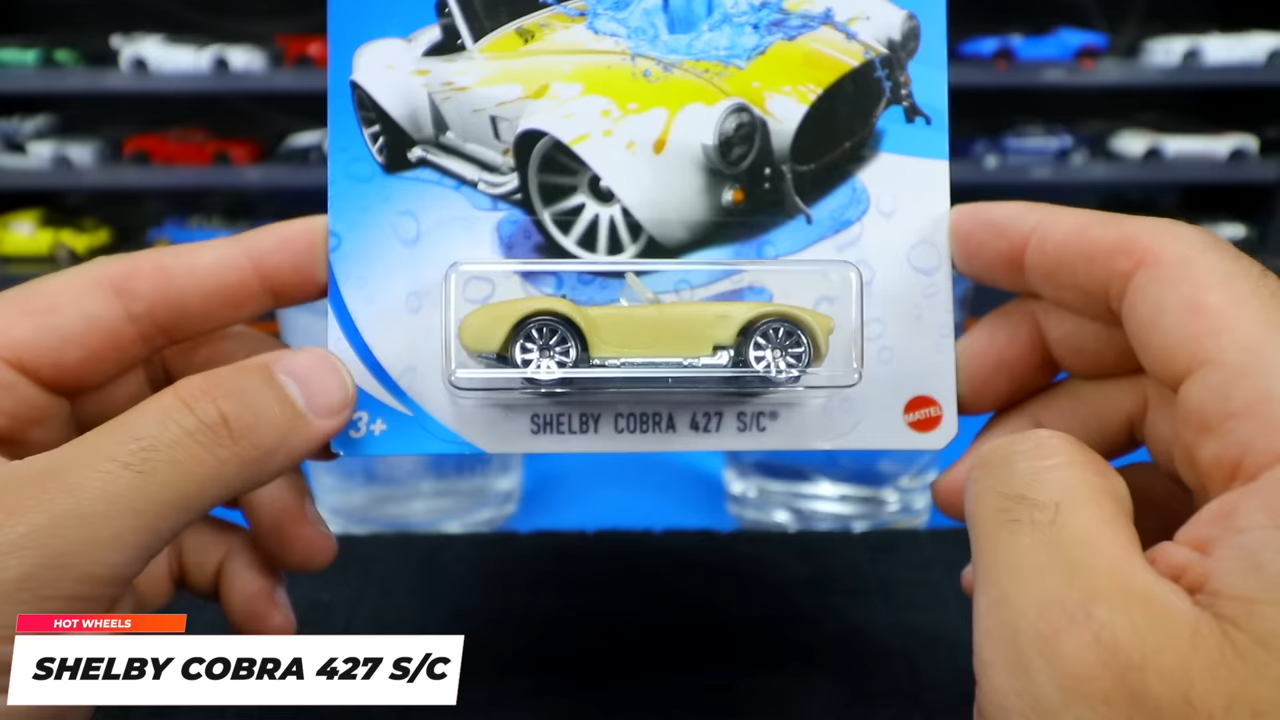 SHELBY COBRA 427 S/C®
MATTEL
3+
HOT WHEELS
SHELBY COBRA 427 S/C